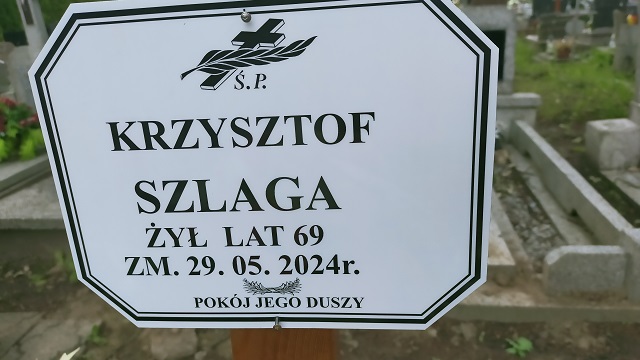 Ś.P.
KRZYSZTOF
SZLAGA
ŻYŁ LAT 69
ZM. 29. 05. 2024r.
POKÓJ JEGO DUSZY